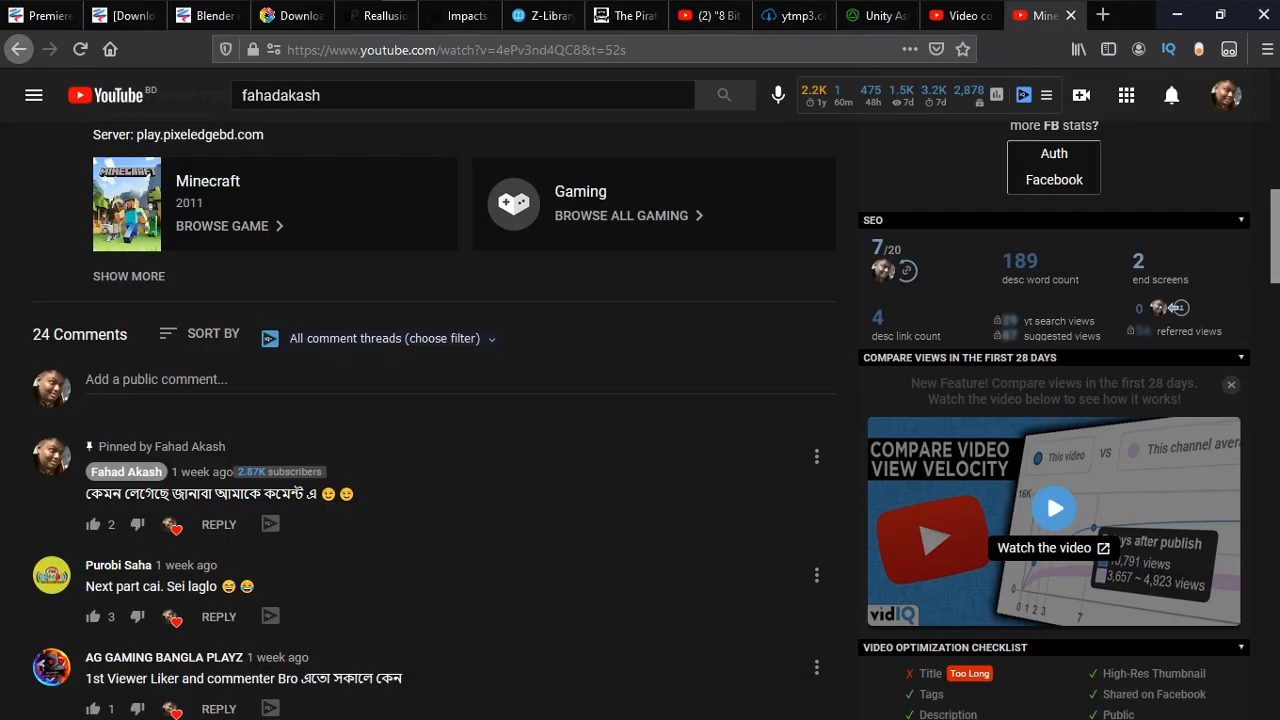 Premiere
[Downlo
Blender
Downloa
Reallusio
Impacts
Z-Library
The Pirat
(2) "8 Bit
ytmp3.c
Unity As
Video co
Mine
https://www.youtube.com/watch?v=4ePv3nd4QC8&t=52s
YouTube BD
fahadakash
2.2K 1 475 1.5K 3.2K 2,878
1y 60m 48h 7d 7d
Server: play.pixeledgebd.com
MINECRAFT
Minecraft
2011
BROWSE GAME
Gaming
BROWSE ALL GAMING
SHOW MORE
24 Comments
SORT BY
All comment threads (choose filter)
Add a public comment...
Pinned by Fahad Akash
Fahad Akash 1 week ago 2.87K subscribers
কেমন লেগেছে জানাবা আমাকে কমেন্ট এ 😉 😉
2 REPLY
Purobi Saha 1 week ago
Next part cai. Sei laglo 😅 😂
3 REPLY
AG GAMING BANGLA PLAYZ 1 week ago
1st Viewer Liker and commenter Bro এতো সকালে কেন
1 REPLY
more FB stats?
Auth
Facebook
SEO
7/20
189
desc word count
2
end screens
4
desc link count
yt search views
suggested views
0
referred views
COMPARE VIEWS IN THE FIRST 28 DAYS
New Feature! Compare views in the first 28 days.
Watch the video below to see how it works!
COMPARE VIDEO
VIEW VELOCITY
This video VS This channel aver
16K
Watch the video
ys after publish
,791 views
3,657 ~ 4,923 views
0 1 2 3 7
vidIQ
VIDEO OPTIMIZATION CHECKLIST
Title Too Long
High-Res Thumbnail
Tags
Shared on Facebook
Description
Public